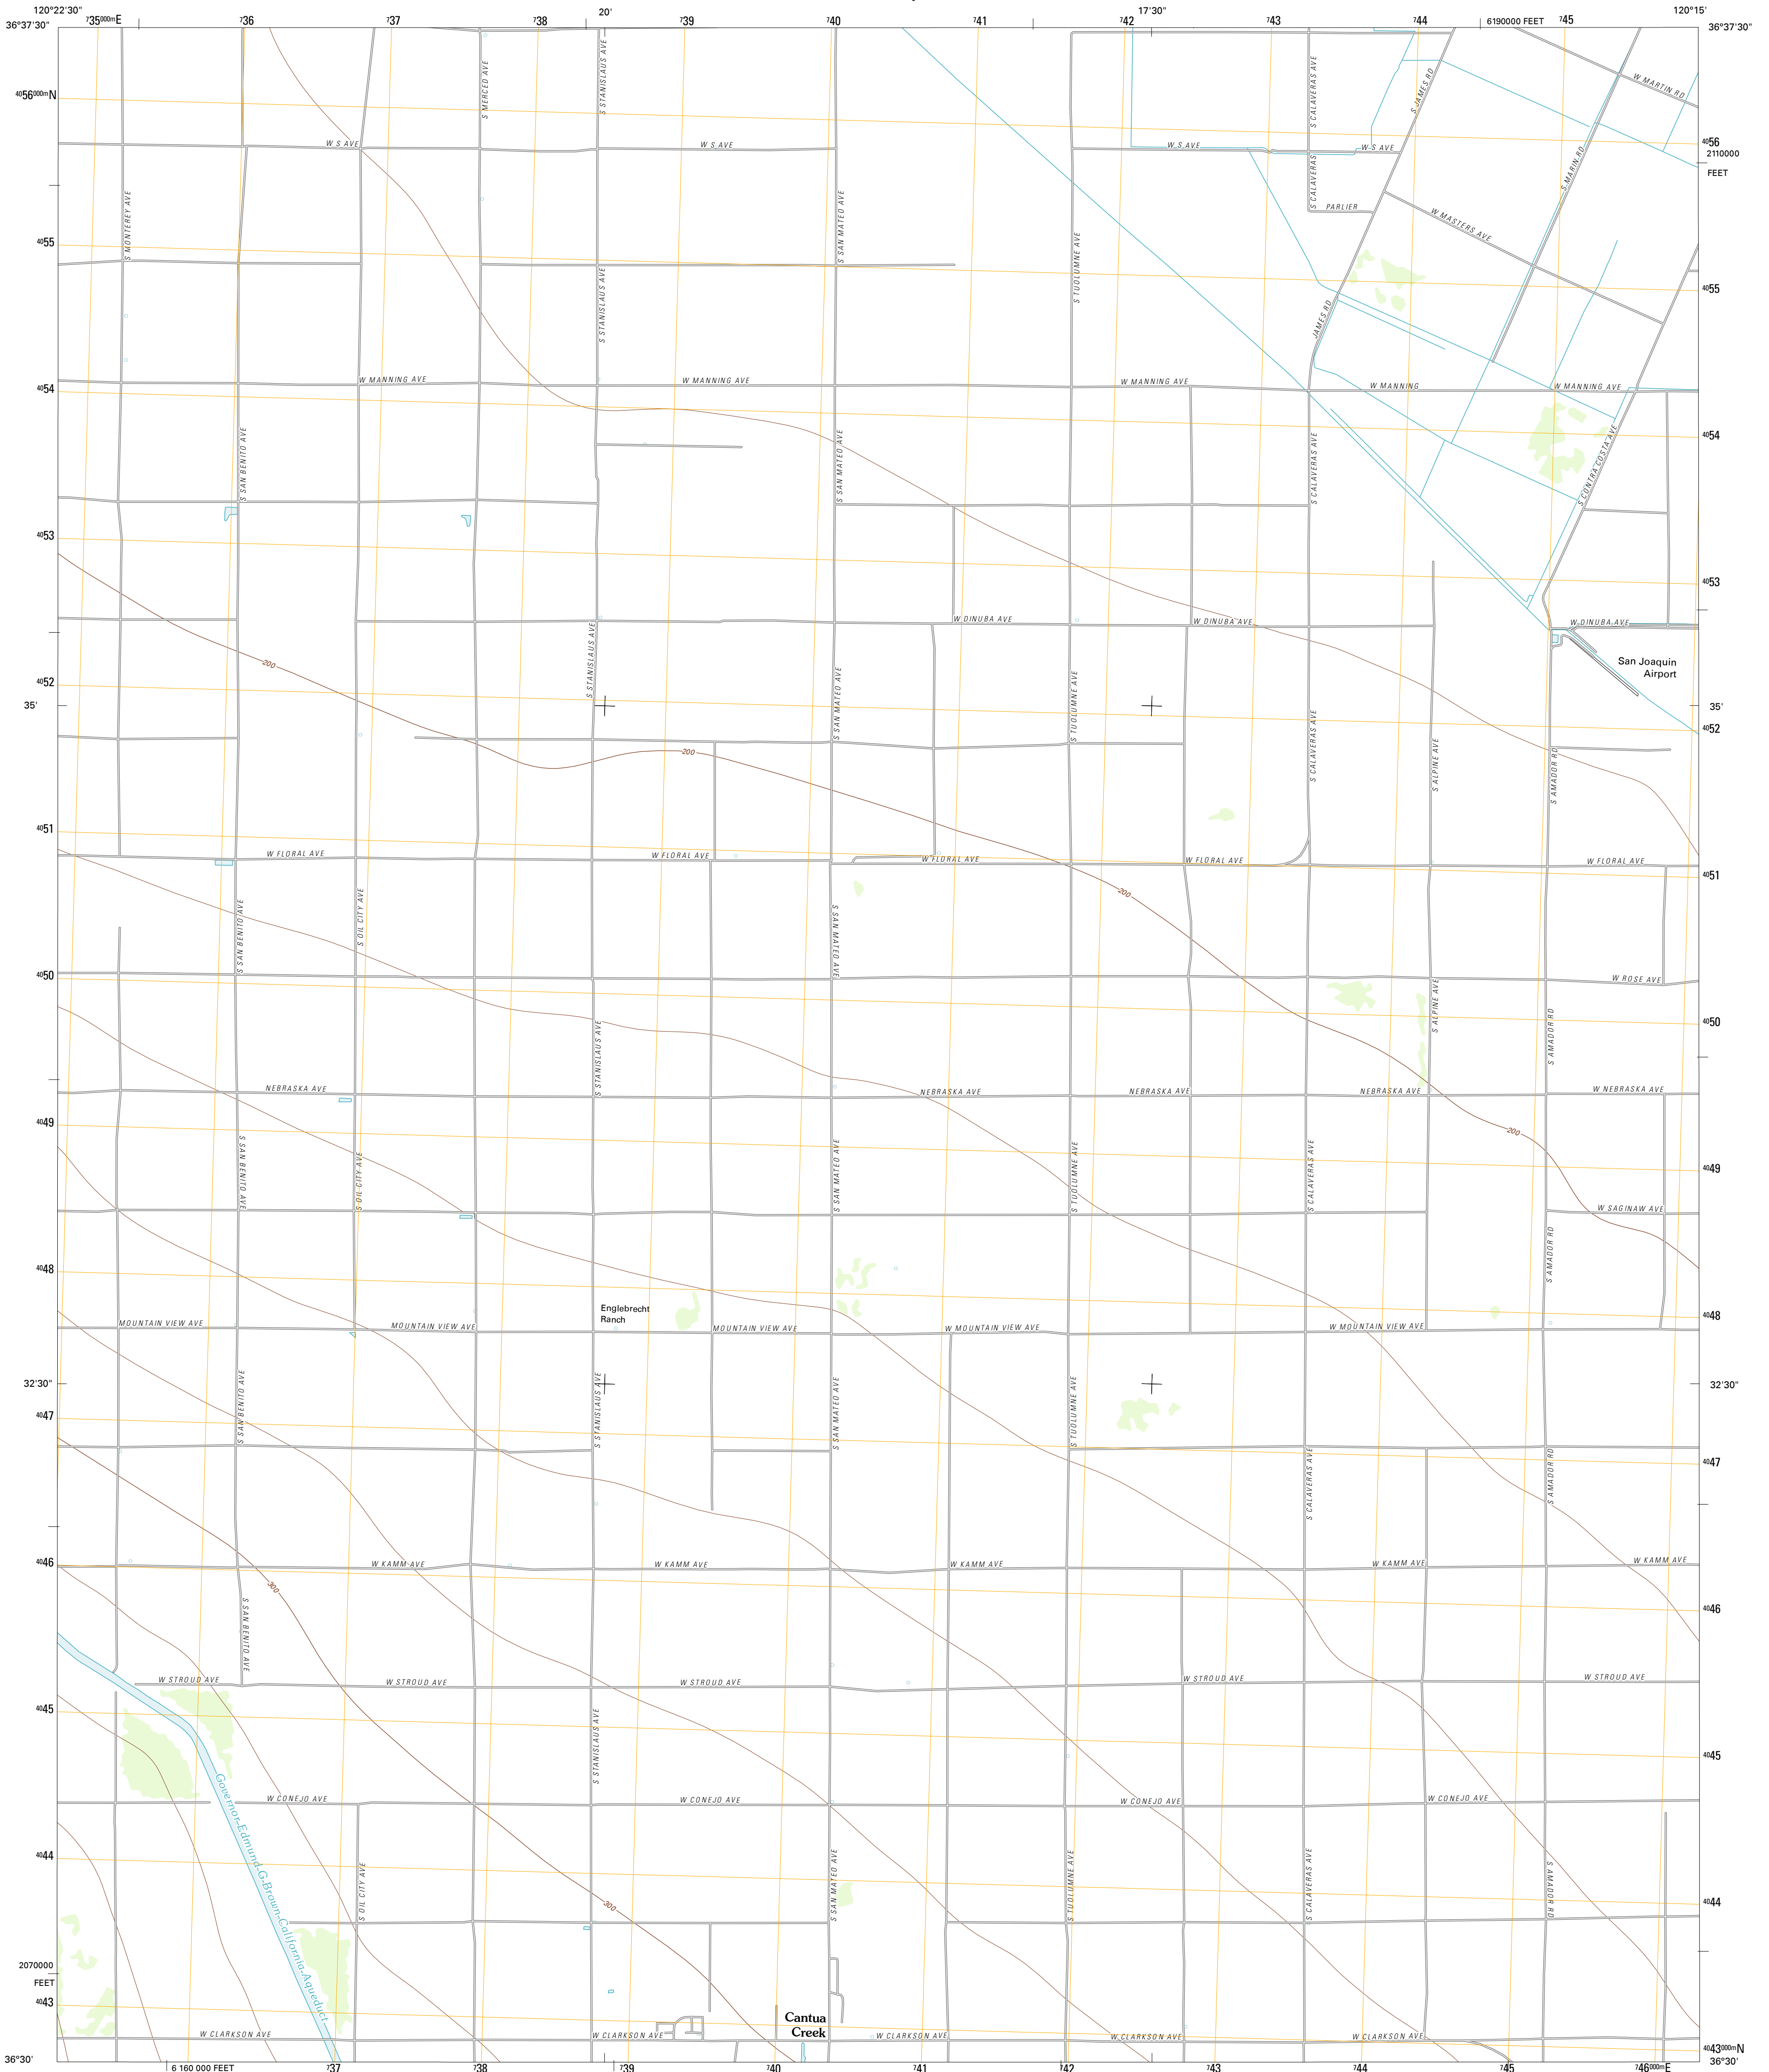 120°22'30"
⁷35⁰⁰⁰ᵐE
⁷36
⁷37
⁷38
20'
⁷39
⁷40
⁷41
⁷42
17'30"
⁷43
⁷44
6190000 FEET
⁷45
120°15'
36°37'30"
36°37'30"
S MERCED AVE
S STANISLAUS AVE
S CALAVERAS AVE
S JAMES RD
W MARTIN RD
⁴⁰56⁰⁰⁰ᵐN
⁴⁰56
2110000
FEET
W S AVE
W S AVE
W S AVE
W S AVE
S MONTEREY AVE
S SAN MATEO AVE
S CALAVERAS
S MARIN RD
PARLIER
W MASTERS AVE
⁴⁰55
S STANISLAUS AVE
S TUOLUMNE AVE
⁴⁰55
JAMES RD
⁴⁰54
W MANNING AVE
W MANNING AVE
W MANNING AVE
W MANNING
W MANNING AVE
⁴⁰54
S SAN BENITO AVE
S SAN MATEO AVE
S CALAVERAS AVE
S CONTRA COSTA AVE
⁴⁰53
⁴⁰53
W DINUBA AVE
W DINUBA AVE
W DINUBA AVE
200
S STANISLAUS AVE
San Joaquin
Airport
⁴⁰52
S SAN MATEO AVE
S TUOLUMNE AVE
35'
35'
⁴⁰52
200
S CALAVERAS AVE
S ALPINE AVE
S AMADOR RD
⁴⁰51
W FLORAL AVE
W FLORAL AVE
W FLORAL AVE
W FLORAL AVE
W FLORAL AVE
⁴⁰51
200
S SAN BENITO AVE
S OIL CITY AVE
S SAN MATEO AVE
⁴⁰50
W ROSE AVE
S STANISLAUS AVE
S ALPINE AVE
S AMADOR RD
⁴⁰50
NEBRASKA AVE
NEBRASKA AVE
NEBRASKA AVE
NEBRASKA AVE
W NEBRASKA AVE
⁴⁰49
200
S SAN BENITO AVE
S OIL CITY AVE
S SAN MATEO AVE
S TUOLUMNE AVE
S CALAVERAS AVE
⁴⁰49
W SAGINAW AVE
⁴⁰48
S AMADOR RD
Englebrecht
Ranch
⁴⁰48
MOUNTAIN VIEW AVE
MOUNTAIN VIEW AVE
MOUNTAIN VIEW AVE
W MOUNTAIN VIEW AVE
W MOUNTAIN VIEW AVE
32'30"
32'30"
S SAN BENITO AVE
S STANISLAUS AVE
S SAN MATEO AVE
S TUOLUMNE AVE
⁴⁰47
⁴⁰47
S CALAVERAS AVE
S AMADOR RD
⁴⁰46
W KAMM AVE
W KAMM AVE
W KAMM AVE
W KAMM AVE
W KAMM AVE
300
⁴⁰46
S SAN BENITO AVE
W STROUD AVE
W STROUD AVE
W STROUD AVE
W STROUD AVE
W STROUD AVE
⁴⁰45
S STANISLAUS AVE
⁴⁰45
W CONEJO AVE
W CONEJO AVE
W CONEJO AVE
W CONEJO AVE
Governor Edmund G Brown California Aqueduct
⁴⁰44
S OIL CITY AVE
300
S SAN MATEO AVE
S TUOLUMNE AVE
S CALAVERAS AVE
S AMADOR RD
⁴⁰44
2070000
FEET
⁴⁰43
Cantua
Creek
W CLARKSON AVE
W CLARKSON AVE
W CLARKSON AVE
W CLARKSON AVE
W CLARKSON AVE
⁴⁰43⁰⁰⁰ᵐN
36°30'
36°30'
6 160 000 FEET
⁷37
⁷38
⁷39
⁷40
⁷41
⁷42
⁷43
⁷44
⁷45
⁷46⁰⁰⁰ᵐE